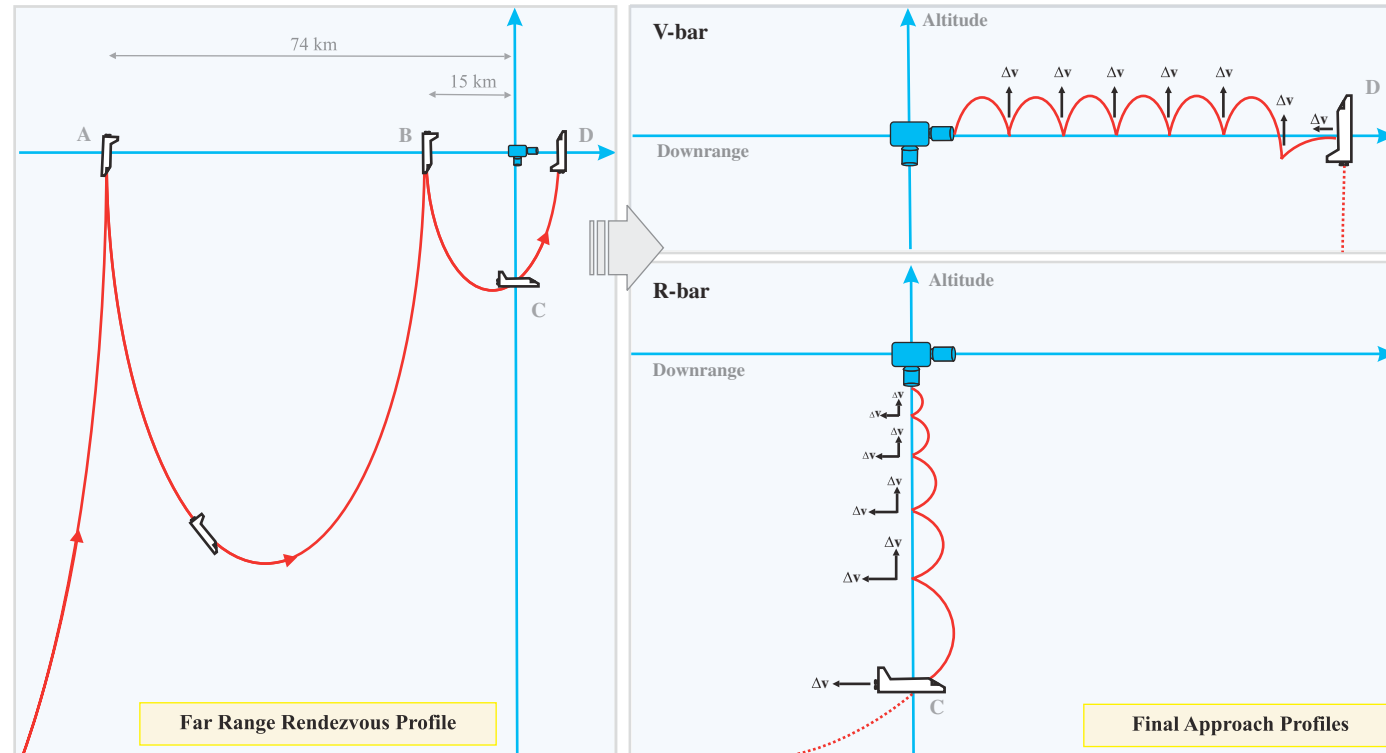 74 km
15 km
A
B
D
C
Far Range Rendezvous Profile
V-bar
Altitude
Δv
Δv
Δv
Δv
Δv
Δv
Δv
D
Downrange
R-bar
Altitude
Downrange
Δv
Δv
Δv
Δv
Δv
Δv
Δv
Δv
Δv
C
Final Approach Profiles